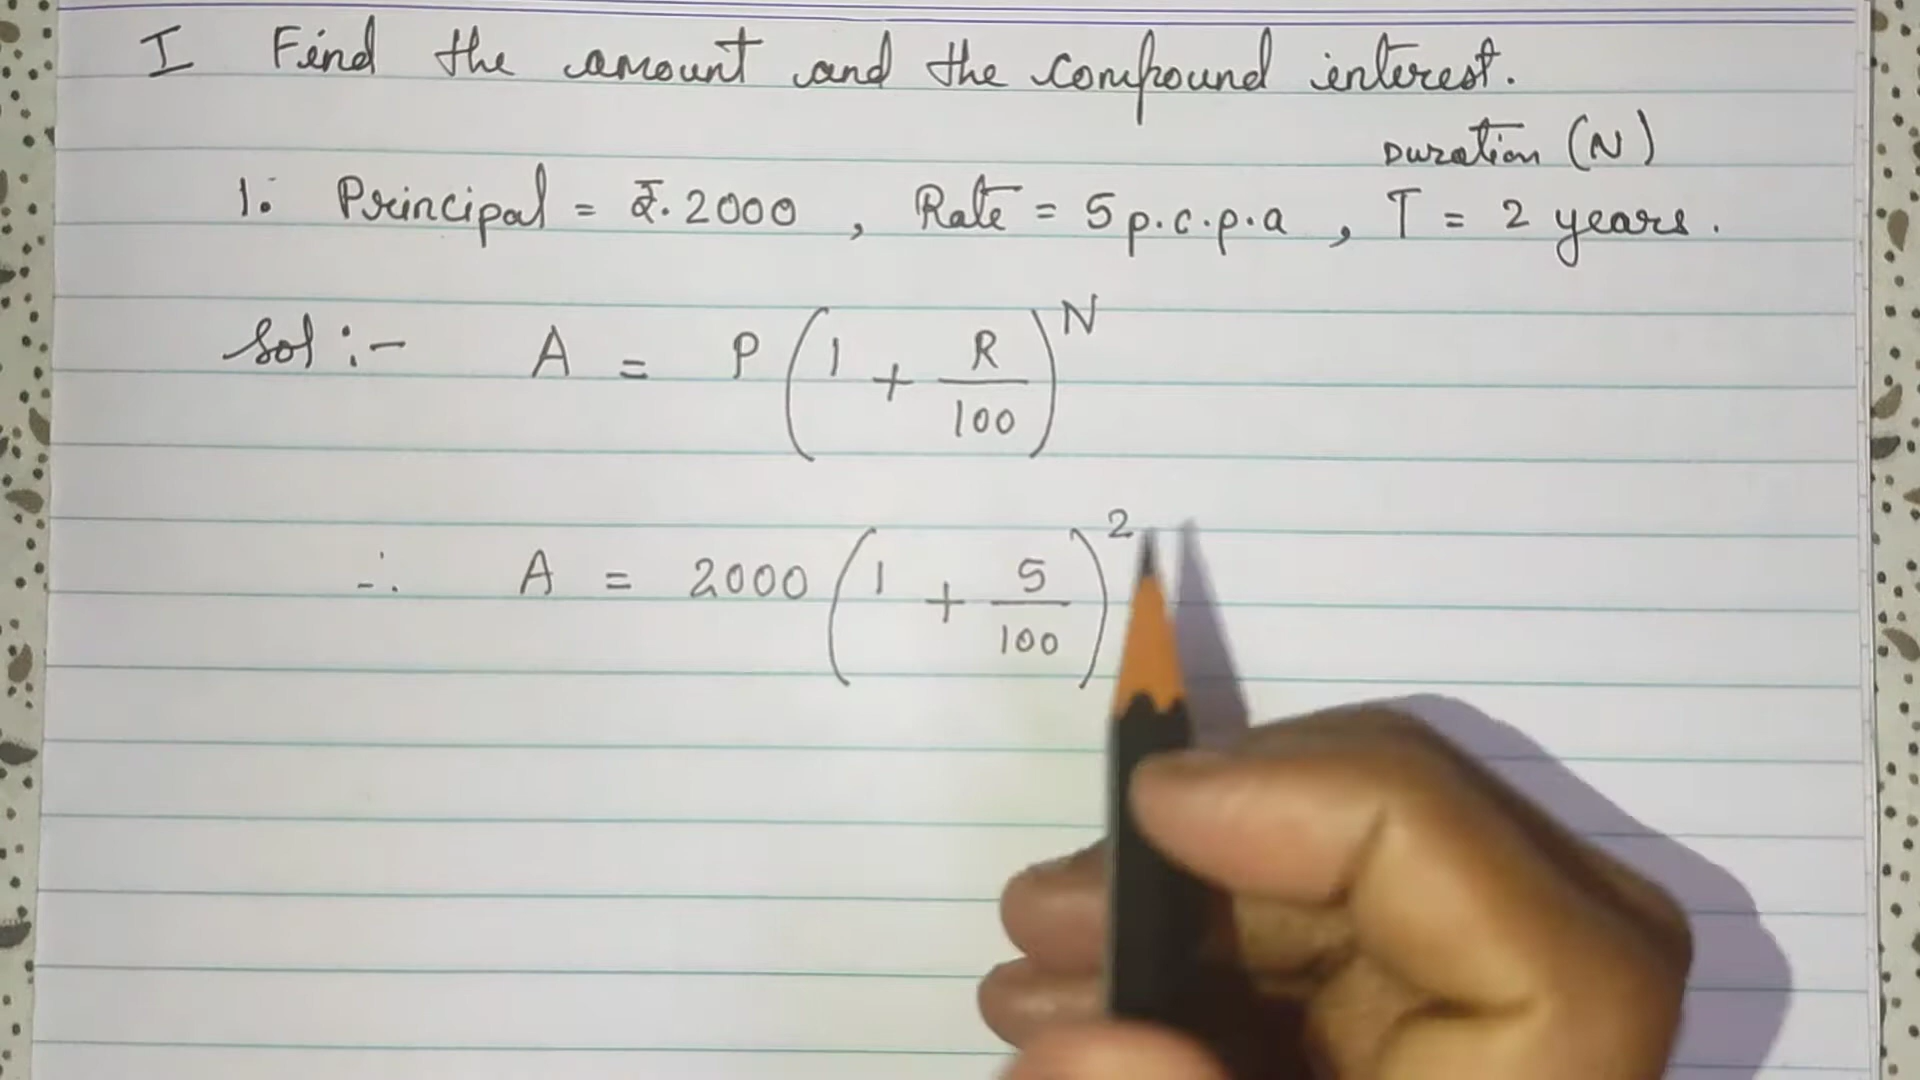 I Find the amount and the compound interest.
Duration (N)
1. Principal = ₹. 2000 , Rate = 5 p.c.p.a , T = 2 years.
Sol :- A = P (1 + R/100)^N
∴ A = 2000 (1 + 5/100)^2